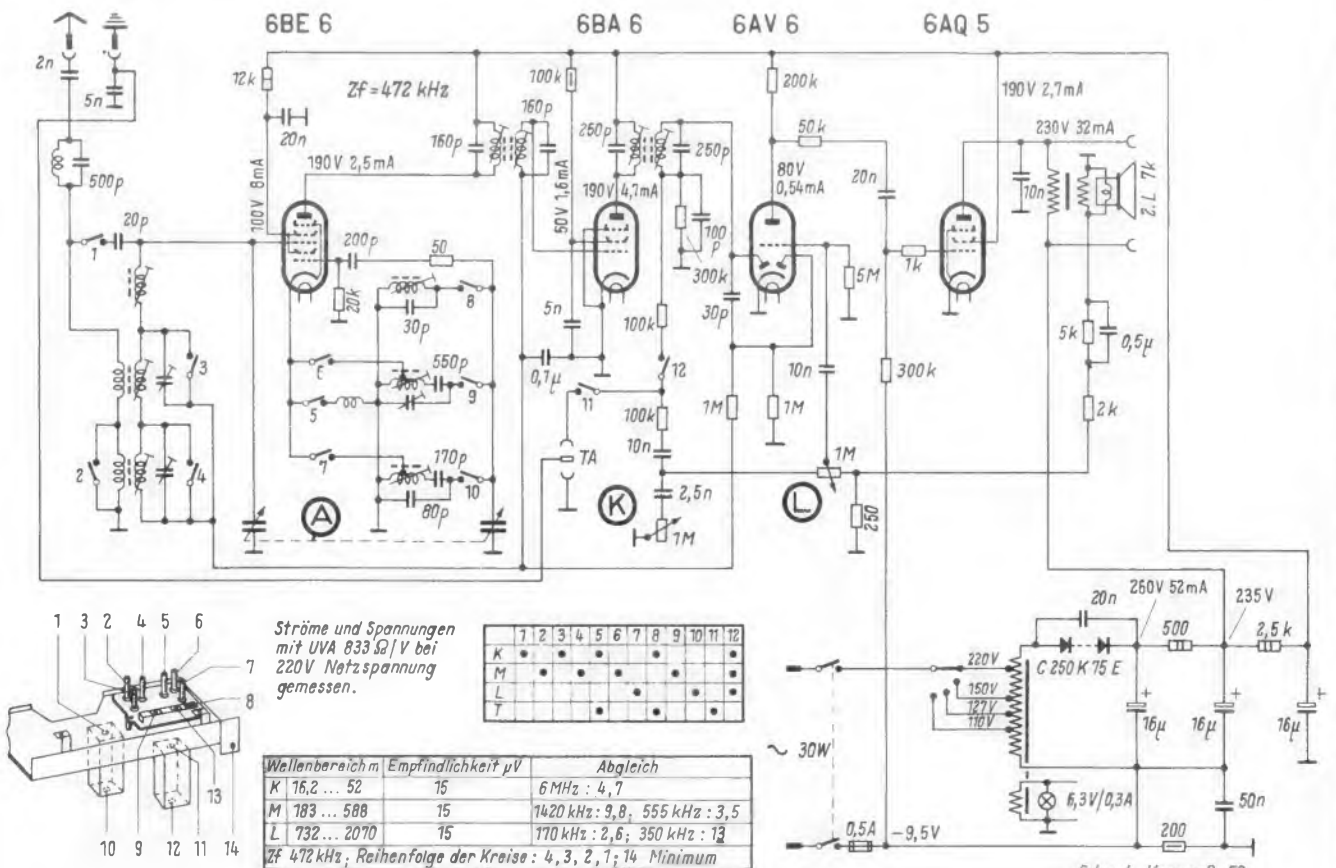 6BE 6
6BA 6
6AV 6
6AQ 5
2n
5n
12k
Zf = 472 kHz
20n
160p
160p
100k
250p
250p
200k
50k
190V 2,7mA
230V 32mA
10n
2.L 7k
500p
20p
1
190V 2,5mA
100V 8mA
50V 1,6mA
190V 4,7mA
100p
300k
80V
0,54mA
20n
1k
200p
50
20k
8
30p
5n
100k
30p
5M
10n
5k
0,5µ
3
6
550p
9
5
0,1µ
11
12
100k
1M
1M
300k
2k
2
4
7
170p
10
80p
A
TA
10n
K
2,5n
1M
L
1M
250
1 3 2 4 5 6
7
8
13
10 9 12 11 14
Ströme und Spannungen
mit UVA 833 Ω/V bei
220V Netzspannung
gemessen.
1 2 3 4 5 6 7 8 9 10 11 12
K
M
L
T
Wellenbereich m Empfindlichkeit µV Abgleich
K 16,2 ... 52 15 6 MHz : 4,7
M 183 ... 588 15 1420 kHz : 9,8; 555 kHz : 3,5
L 732 ... 2070 15 170 kHz : 2,6; 350 kHz : 13
Zf 472 kHz; Reihenfolge der Kreise : 4, 3, 2, 1; 14 Minimum
20n
260V 52mA
235V
220V
150V
127V
110V
C 250 K 75 E
500
2,5k
16µ
16µ
16µ
~ 30W
6,3V/0,3A
50n
0,5A
-9,5V
200